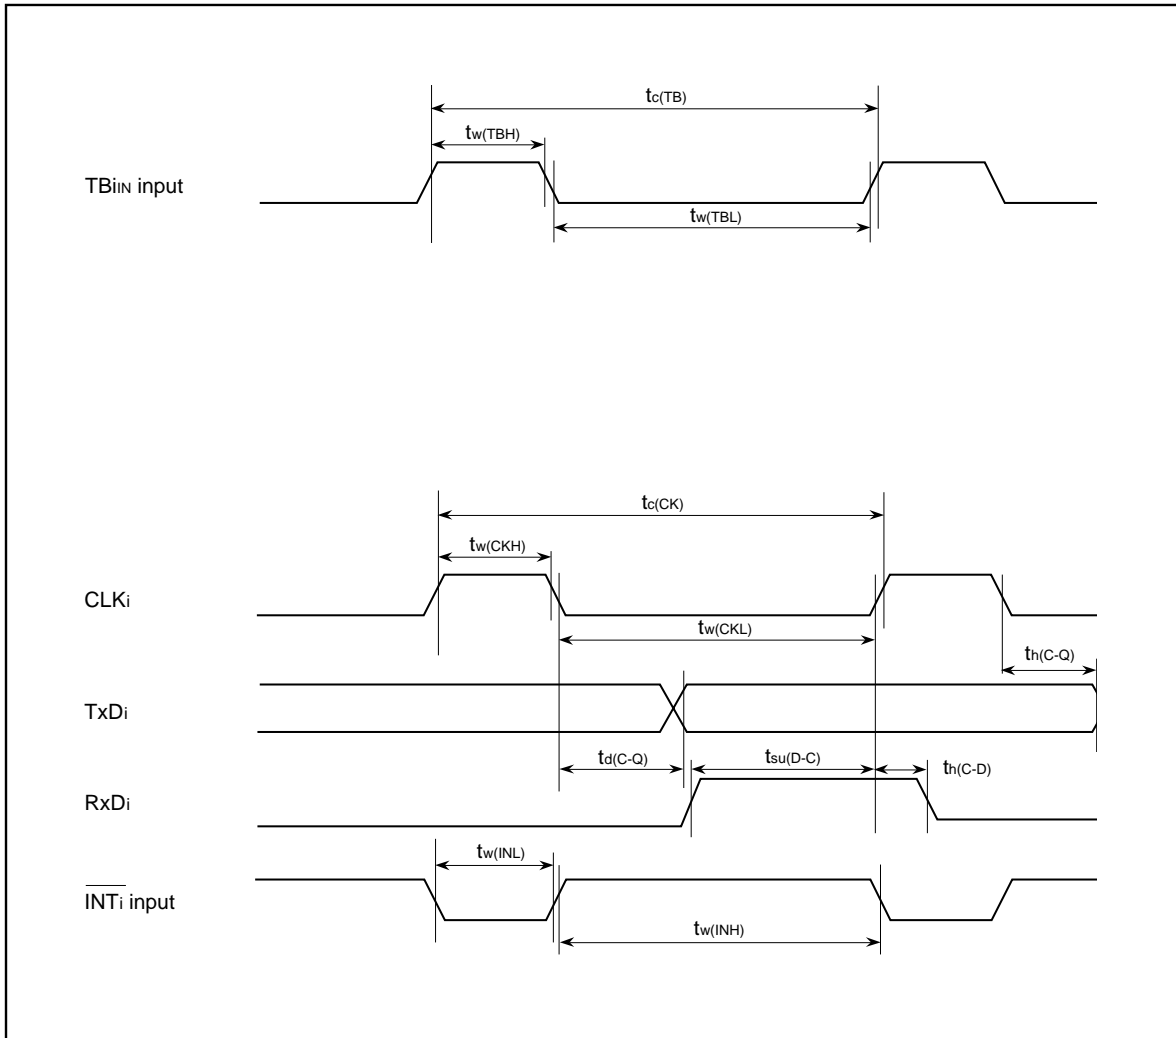 tc(TB)
tw(TBH)
TBiIN input
tw(TBL)
tc(CK)
tw(CKH)
CLKi
tw(CKL)
th(C-Q)
TxDi
td(C-Q)
tsu(D-C)
th(C-D)
RxDi
tw(INL)
INTi input
tw(INH)